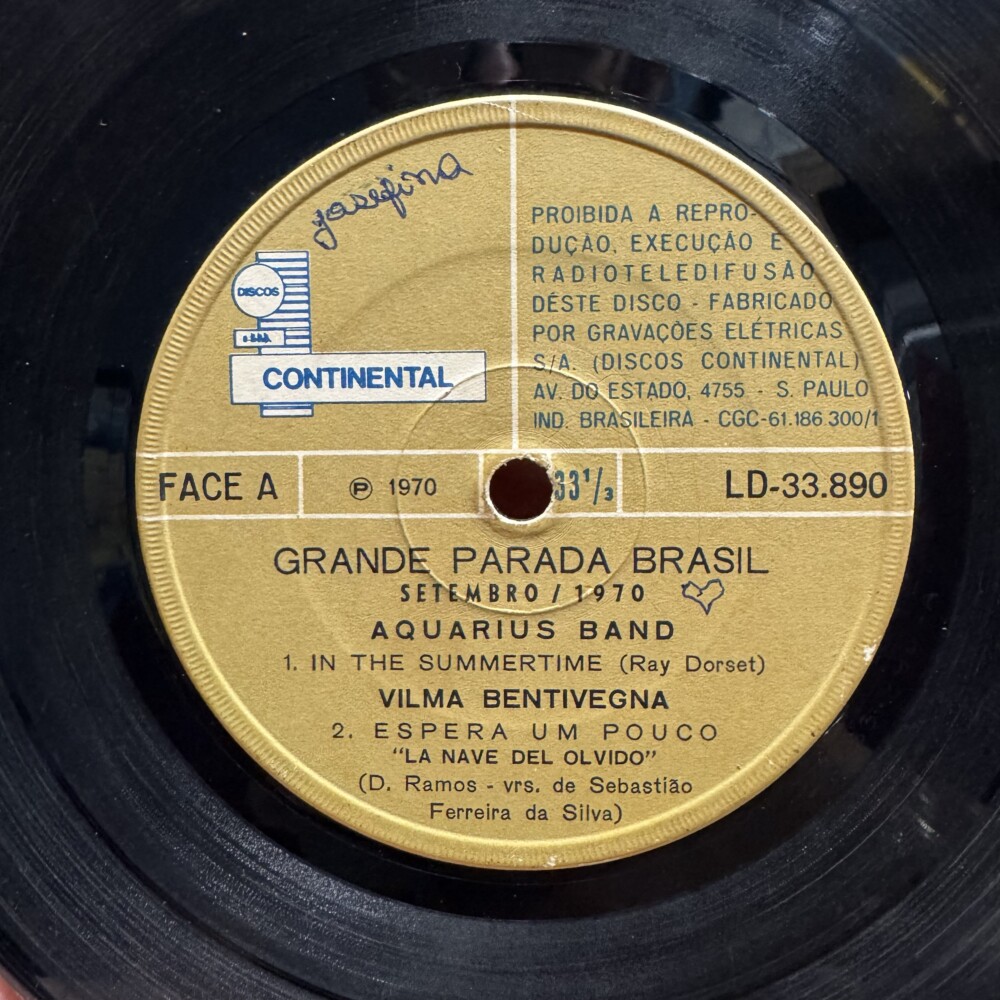 josefina
DISCOS
CONTINENTAL
PROIBIDA A REPRO-
DUÇÃO, EXECUÇÃO E
RADIOTELEDIFUSÃO
DÊSTE DISCO - FABRICADO
POR GRAVAÇÕES ELÉTRICAS
S/A. (DISCOS CONTINENTAL)
AV. DO ESTADO, 4755 - S. PAULO
IND. BRASILEIRA - CGC-61.186.300/1
FACE A ℗ 1970 33 1/3 LD-33.890
GRANDE PARADA BRASIL
SETEMBRO / 1970
AQUARIUS BAND
1. IN THE SUMMERTIME (Ray Dorset)
VILMA BENTIVEGNA
2. ESPERA UM POUCO
"LA NAVE DEL OLVIDO"
(D. Ramos - vrs. de Sebastião
Ferreira da Silva)